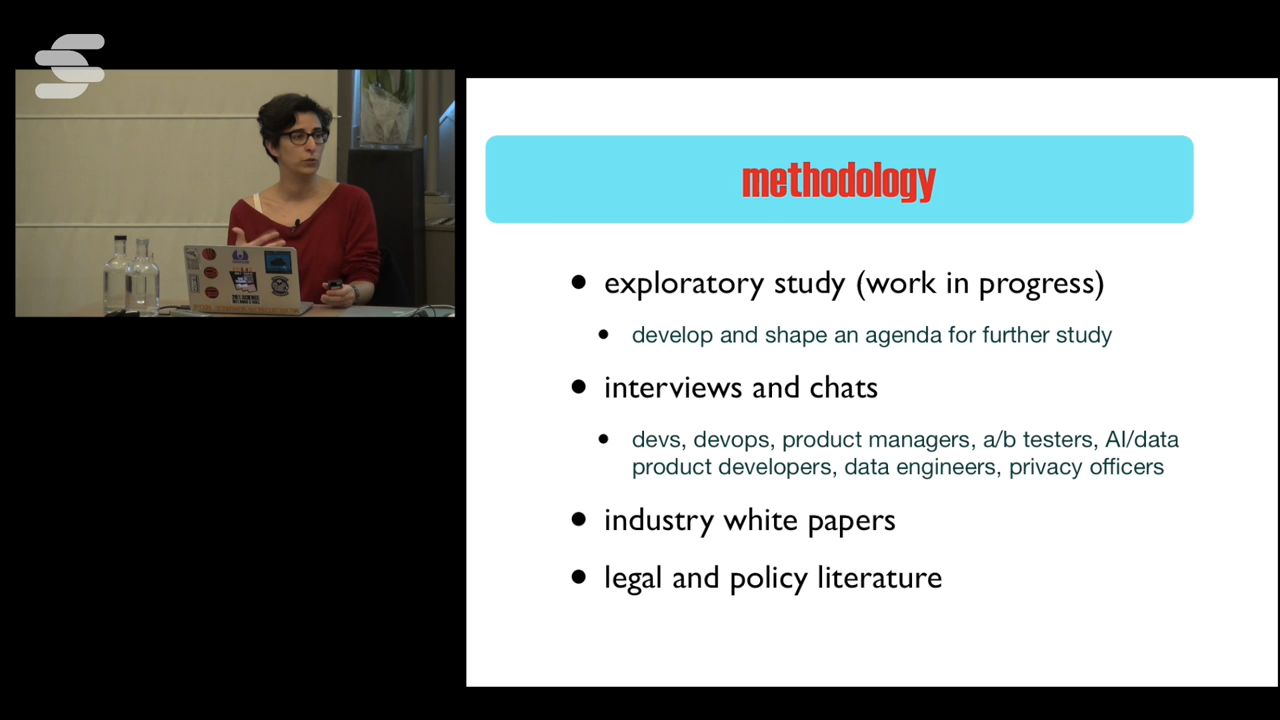 methodology
• exploratory study (work in progress)
• develop and shape an agenda for further study
• interviews and chats
• devs, devops, product managers, a/b testers, AI/data
product developers, data engineers, privacy officers
• industry white papers
• legal and policy literature